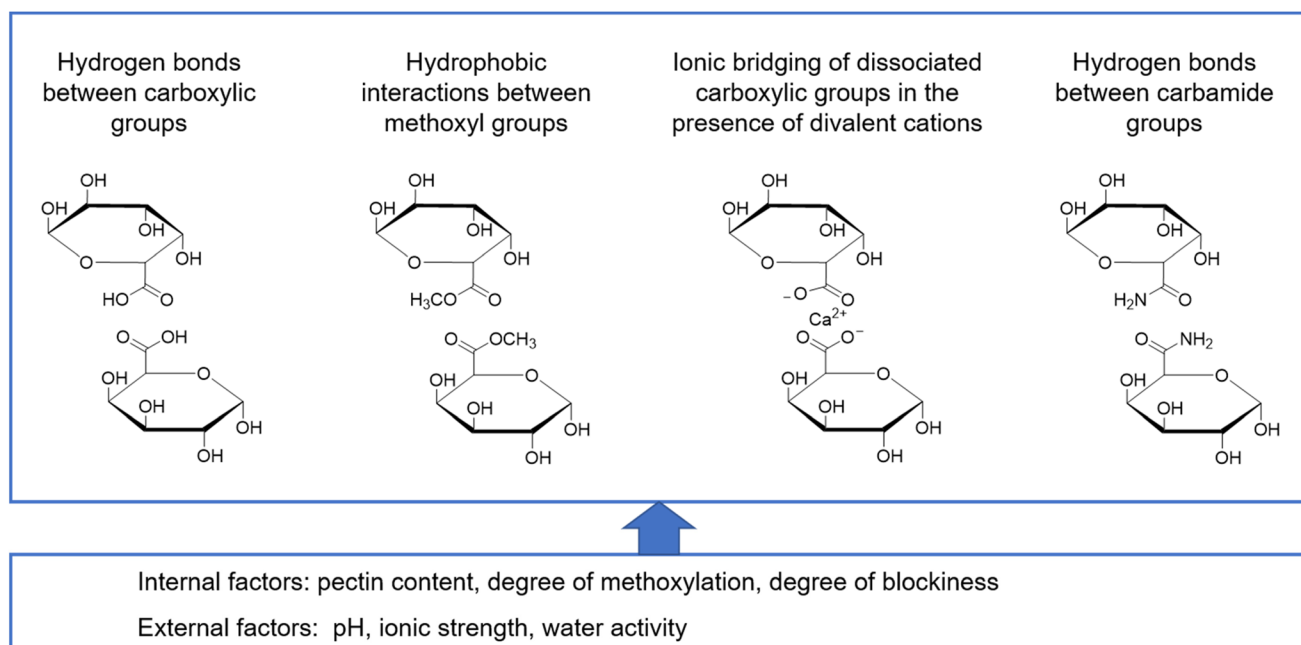 Hydrogen bonds
between carboxylic
groups
Hydrophobic
interactions between
methoxyl groups
Ionic bridging of dissociated
carboxylic groups in the
presence of divalent cations
Hydrogen bonds
between carbamide
groups
OH
OH
OH
OH
O
HO
O
O
OH
OH
O
OH
OH
OH
OH
OH
OH
OH
O
H₃CO
O
O
OCH₃
OH
O
OH
OH
OH
OH
OH
OH
OH
O
⁻O
O
Ca²⁺
O
O⁻
OH
O
OH
OH
OH
OH
OH
OH
OH
O
H₂N
O
O
NH₂
OH
O
OH
OH
OH
Internal factors: pectin content, degree of methoxylation, degree of blockiness
External factors: pH, ionic strength, water activity